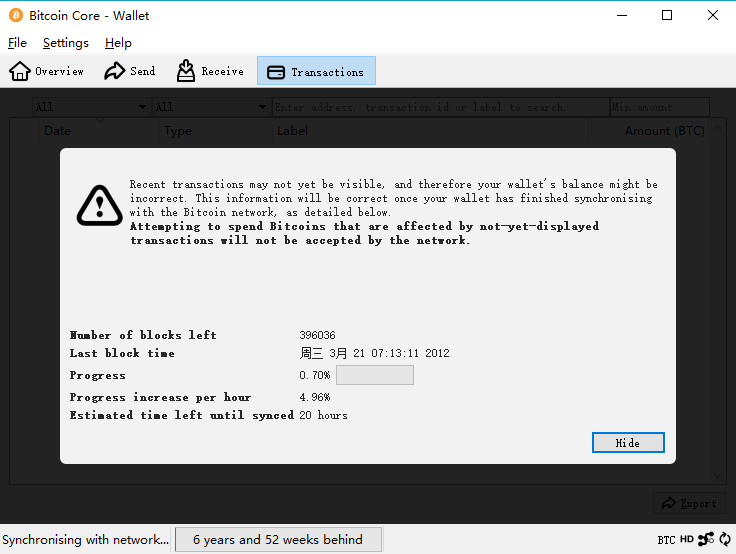 Bitcoin Core - Wallet
File Settings Help
Overview Send Receive Transactions
All All Enter address, transaction id or label to search. Min amount
Date Type Label Amount (BTC)
Recent transactions may not yet be visible, and therefore your wallet's balance might be
incorrect. This information will be correct once your wallet has finished synchronising
with the Bitcoin network, as detailed below.
Attempting to spend Bitcoins that are affected by not-yet-displayed
transactions will not be accepted by the network.
Number of blocks left 396036
Last block time 周三 3月 21 07:13:11 2012
Progress 0.70%
Progress increase per hour 4.96%
Estimated time left until synced 20 hours
Hide
Export
Synchronising with network... 6 years and 52 weeks behind BTC HD